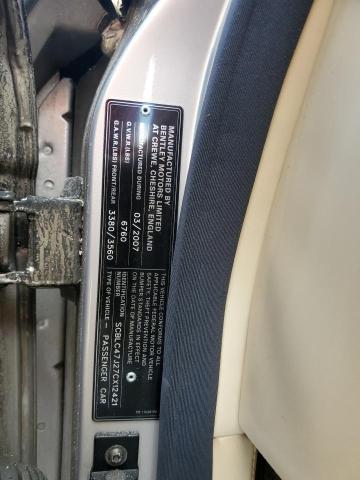 MANUFACTURED BY
BENTLEY MOTORS LIMITED
AT CREWE, CHESHIRE, ENGLAND
MANUFACTURED DURING 03/2007
G.V.W.R.(LBS) 6760
G.A.W.R.(LBS) FRONT/REAR 3380/3560
THIS VEHICLE CONFORMS TO ALL
APPLICABLE FEDERAL MOTOR VEHICLE
SAFETY, THEFT PREVENTION AND
BUMPER STANDARDS IN EFFECT
ON THE DATE OF MANUFACTURE
IDENTIFICATION NUMBER SCBLC47J27CX12421
TYPE OF VEHICLE – PASSENGER CAR